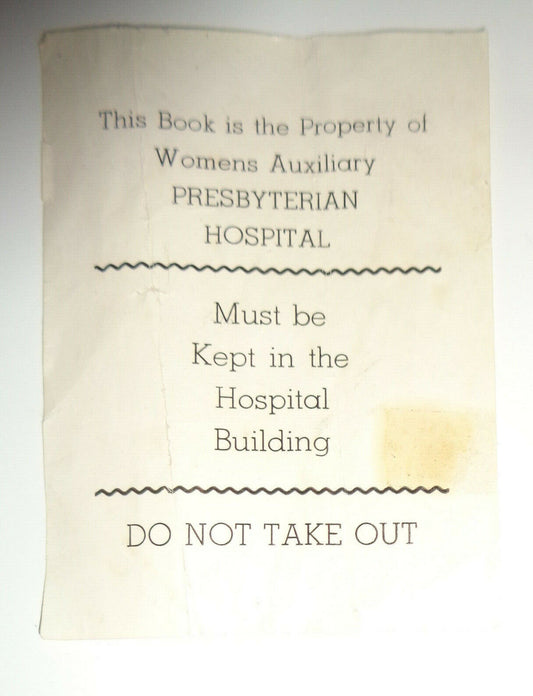 This Book is the Property of
Womens Auxiliary
PRESBYTERIAN
HOSPITAL
Must be
Kept in the
Hospital
Building
DO NOT TAKE OUT